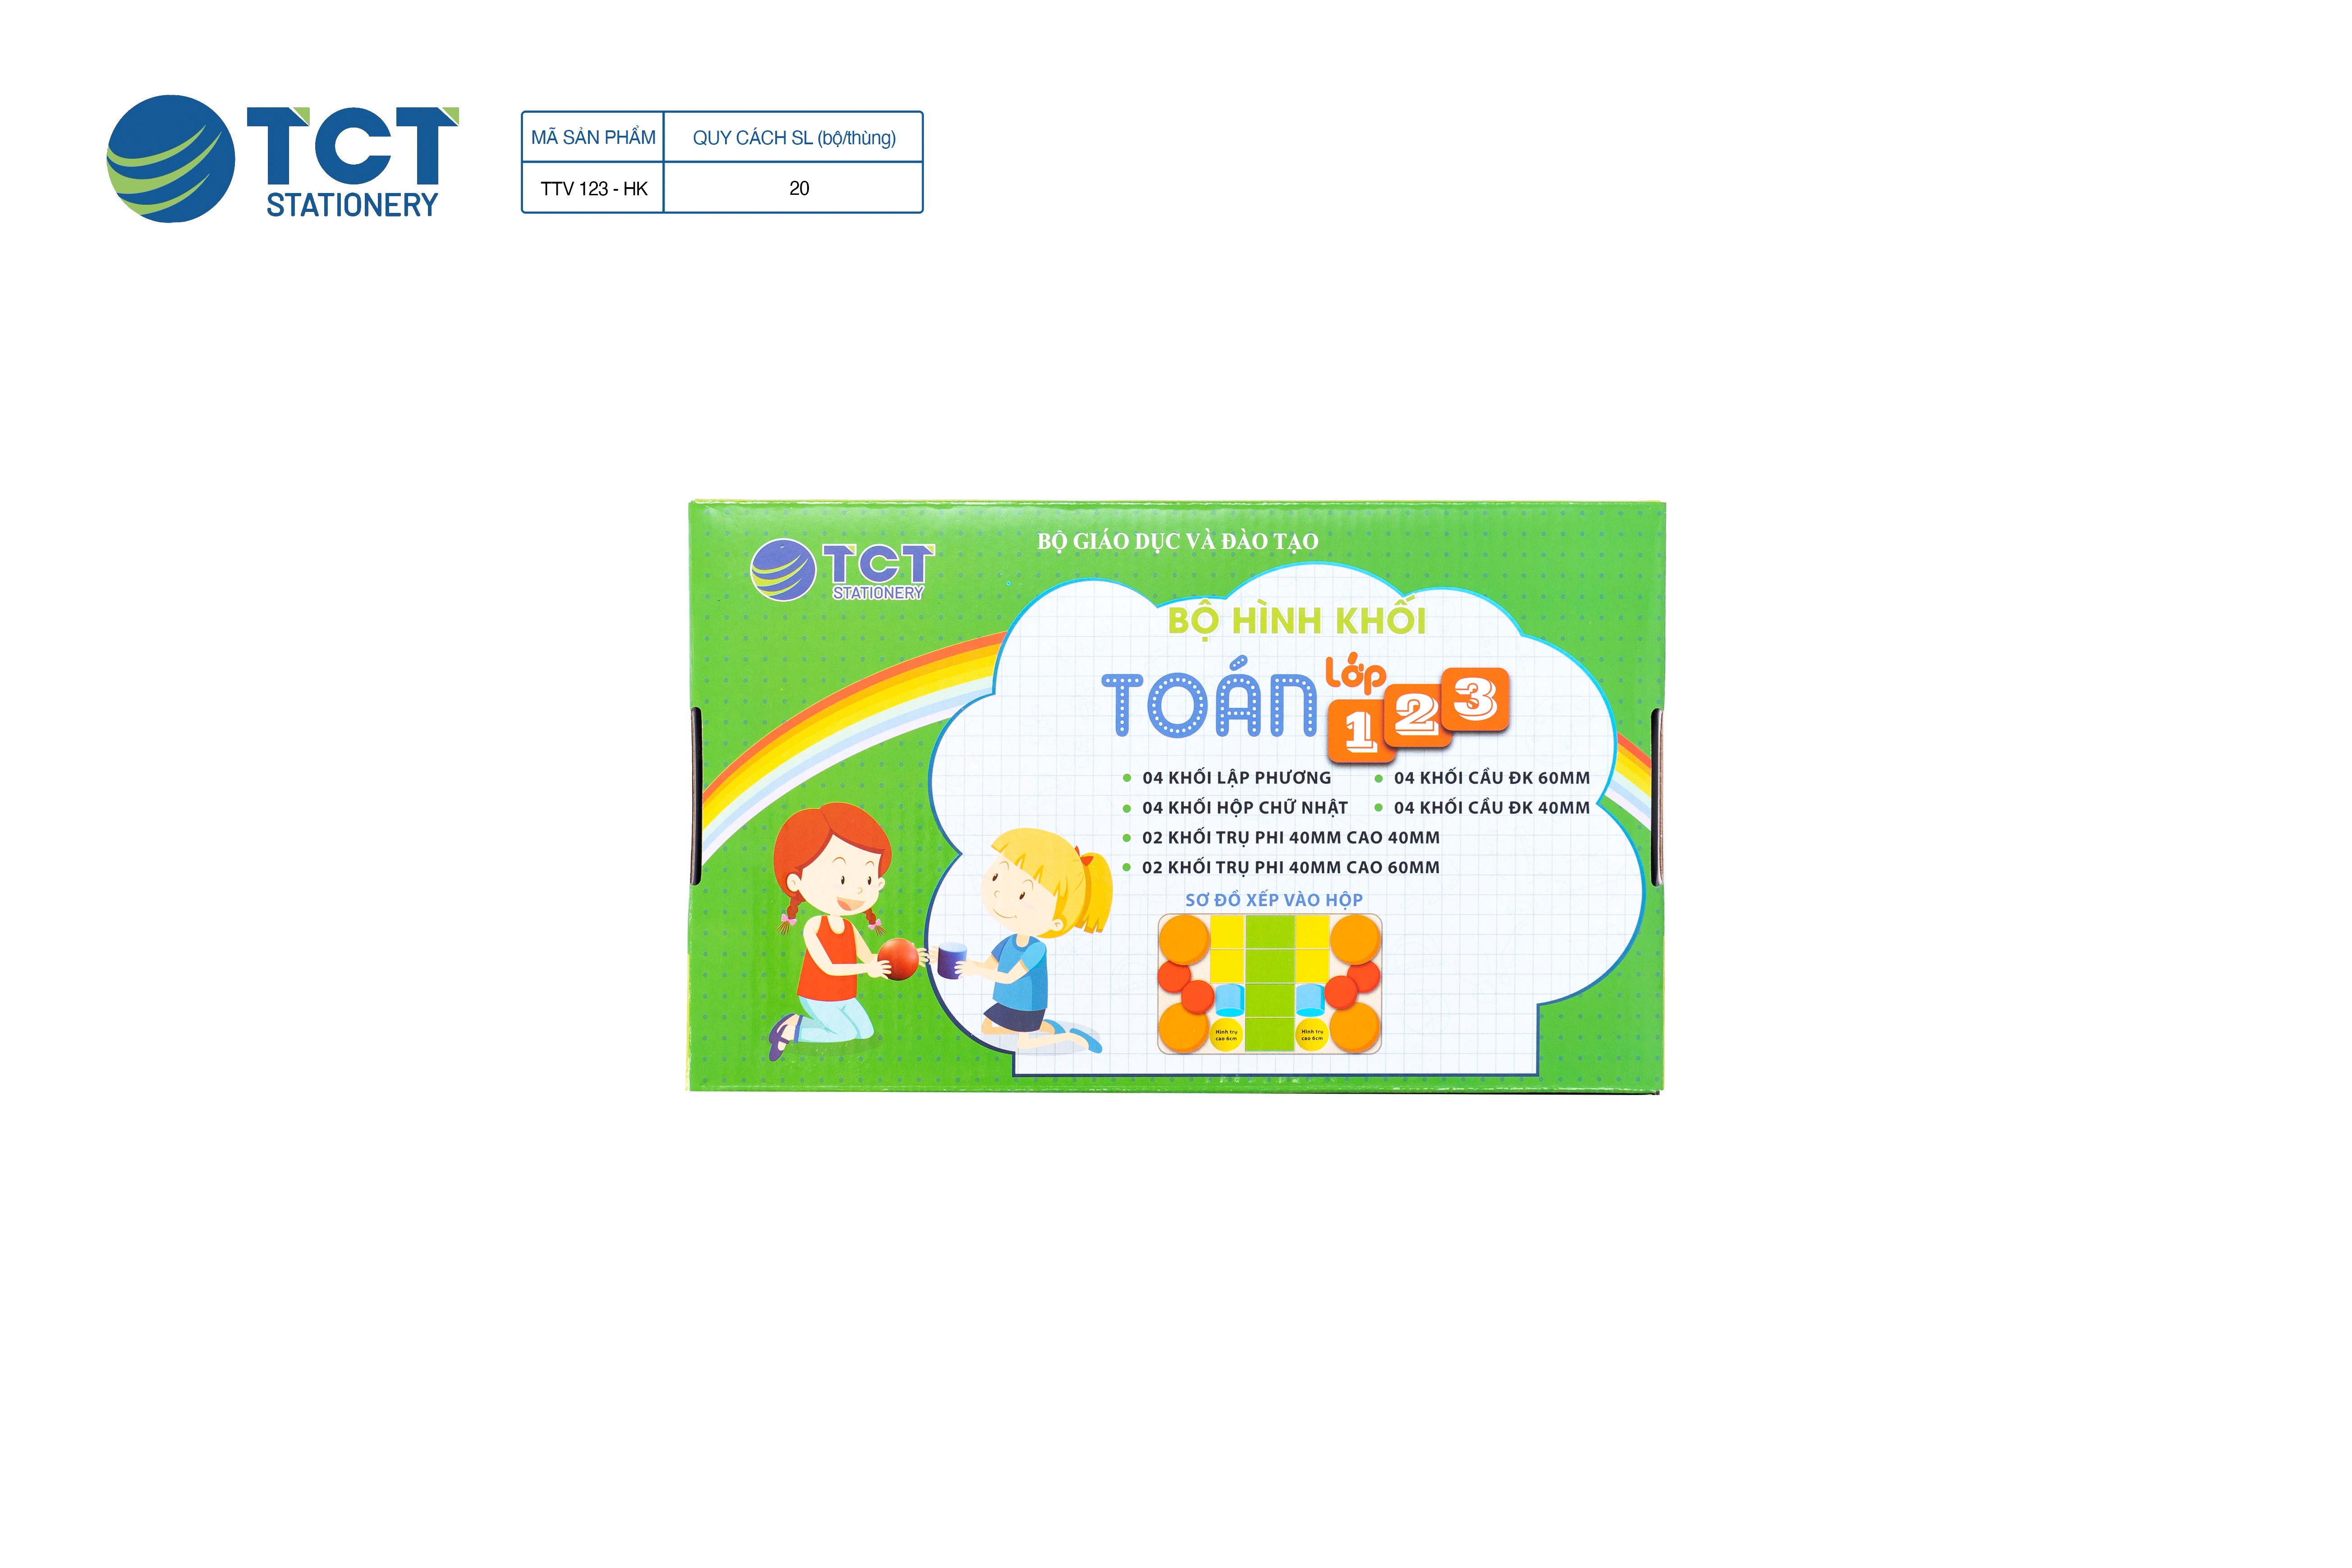 TCT
STATIONERY
MÃ SẢN PHẨM QUY CÁCH SL (bộ/thùng)
TTV 123 - HK 20
TCT
STATIONERY
BỘ GIÁO DỤC VÀ ĐÀO TẠO
BỘ HÌNH KHỐI
TOÁN Lớp 1 2 3
04 KHỐI LẬP PHƯƠNG
04 KHỐI CẦU ĐK 60MM
04 KHỐI HỘP CHỮ NHẬT
04 KHỐI CẦU ĐK 40MM
02 KHỐI TRỤ PHI 40MM CAO 40MM
02 KHỐI TRỤ PHI 40MM CAO 60MM
SƠ ĐỒ XẾP VÀO HỘP
Hình trụ
cao 6cm
Hình trụ
cao 6cm